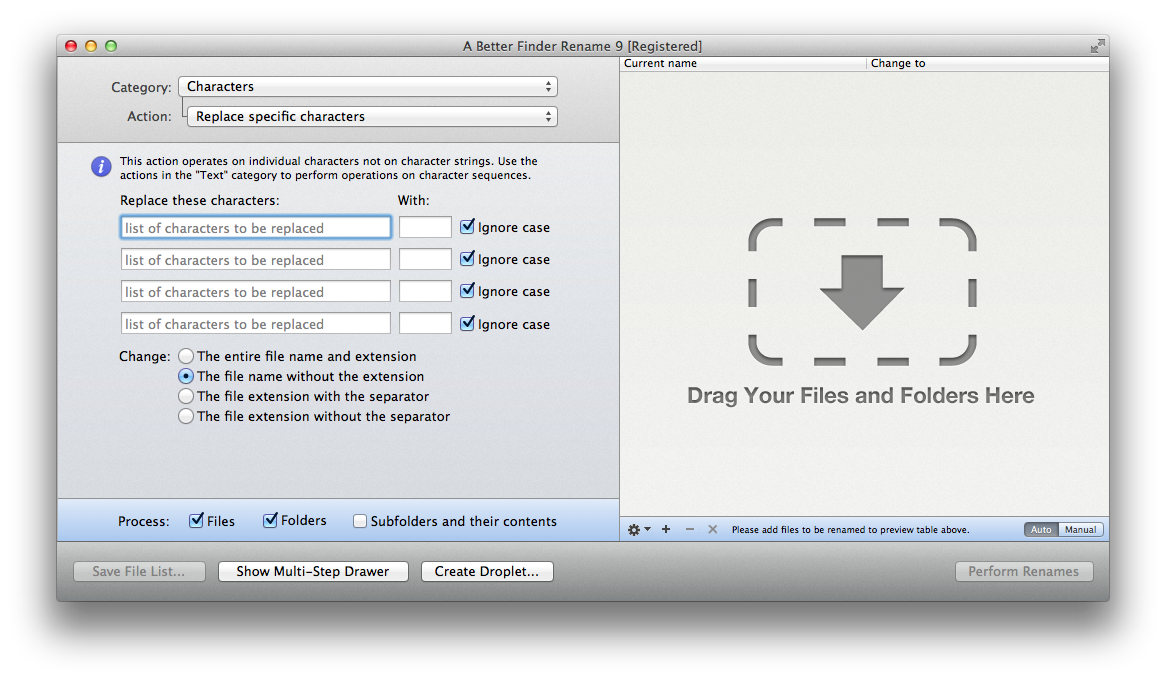 A Better Finder Rename 9 [Registered]
Category: Characters
Action: Replace specific characters
This action operates on individual characters not on character strings. Use the
actions in the "Text" category to perform operations on character sequences.
Replace these characters: With:
list of characters to be replaced Ignore case
list of characters to be replaced Ignore case
list of characters to be replaced Ignore case
list of characters to be replaced Ignore case
Change: The entire file name and extension
The file name without the extension
The file extension with the separator
The file extension without the separator
Process: Files Folders Subfolders and their contents
Current name Change to
Drag Your Files and Folders Here
Please add files to be renamed to preview table above. Auto Manual
Save File List... Show Multi-Step Drawer Create Droplet... Perform Renames